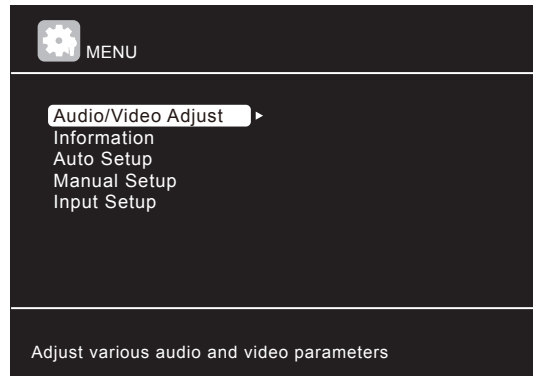 MENU
Audio/Video Adjust
Information
Auto Setup
Manual Setup
Input Setup
Adjust various audio and video parameters